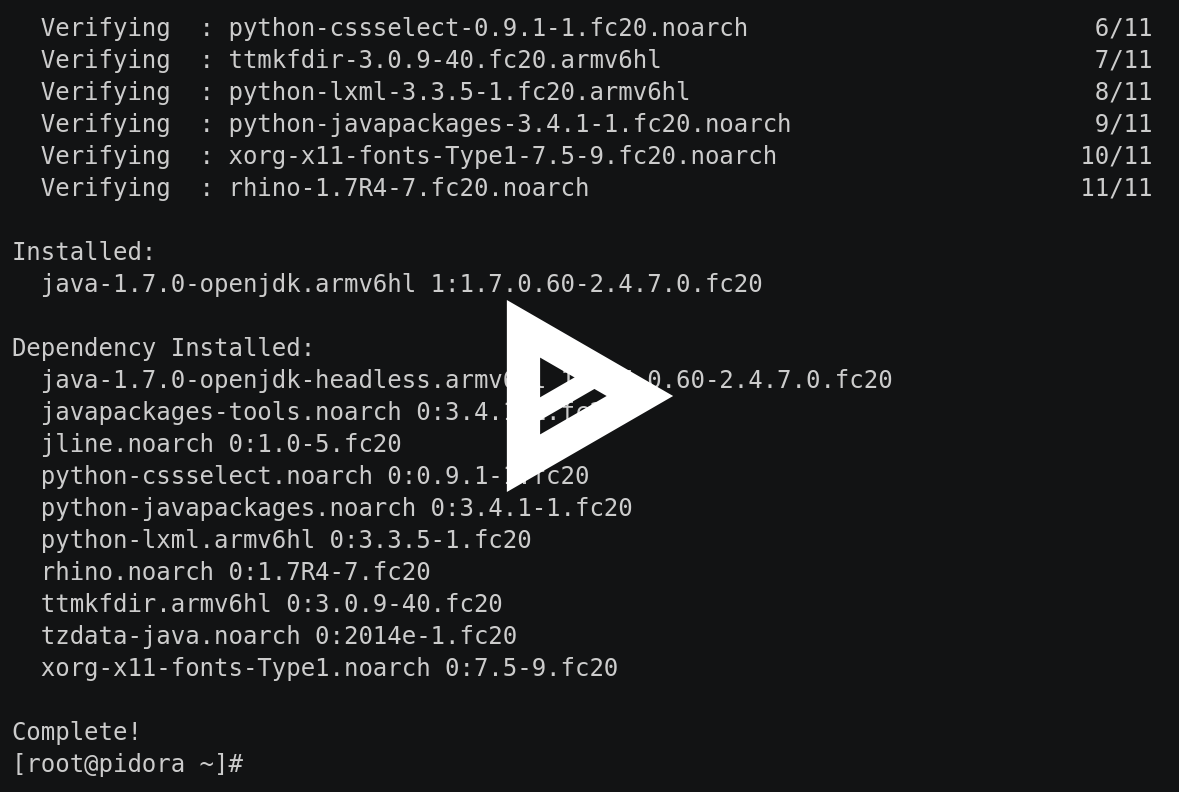 Verifying  : python-cssselect-0.9.1-1.fc20.noarch 6/11
Verifying  : ttmkfdir-3.0.9-40.fc20.armv6hl 7/11
Verifying  : python-lxml-3.3.5-1.fc20.armv6hl 8/11
Verifying  : python-javapackages-3.4.1-1.fc20.noarch 9/11
Verifying  : xorg-x11-fonts-Type1-7.5-9.fc20.noarch 10/11
Verifying  : rhino-1.7R4-7.fc20.noarch 11/11
Installed:
java-1.7.0-openjdk.armv6hl 1:1.7.0.60-2.4.7.0.fc20
Dependency Installed:
java-1.7.0-openjdk-headless.armv 0.60-2.4.7.0.fc20
javapackages-tools.noarch 0:3.4.
jline.noarch 0:1.0-5.fc20
python-cssselect.noarch 0:0.9.1- fc20
python-javapackages.noarch 0:3.4.1-1.fc20
python-lxml.armv6hl 0:3.3.5-1.fc20
rhino.noarch 0:1.7R4-7.fc20
ttmkfdir.armv6hl 0:3.0.9-40.fc20
tzdata-java.noarch 0:2014e-1.fc20
xorg-x11-fonts-Type1.noarch 0:7.5-9.fc20
Complete!
[root@pidora ~]#